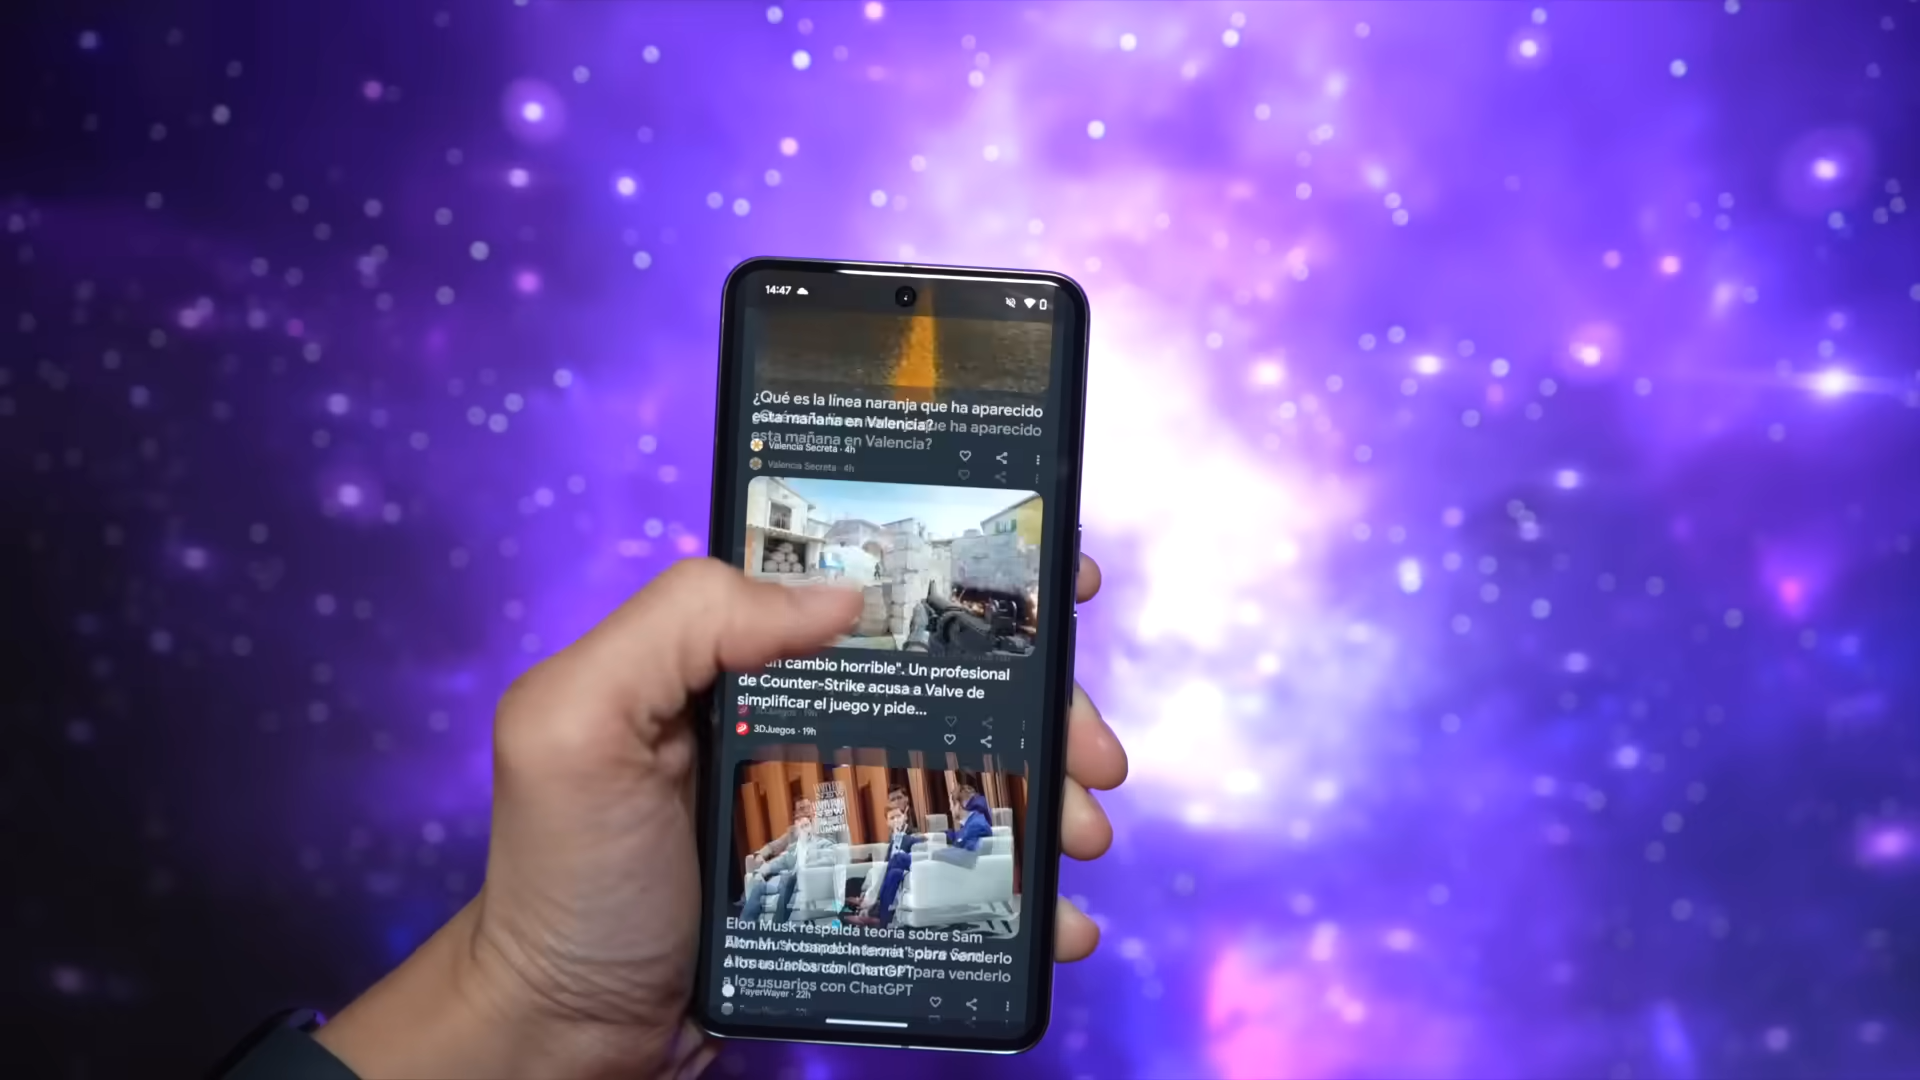 14:47
¿Qué es la línea naranja que ha aparecido
esta mañana en Valencia?
Valencia Secreta · 4h
un cambio horrible". Un profesional
de Counter-Strike acusa a Valve de
simplificar el juego y pide...
3DJuegos · 19h
Elon Musk respalda teoría sobre Sam
Altman "robando Internet" para venderlo
a los usuarios con ChatGPT
FayerWayer · 22h